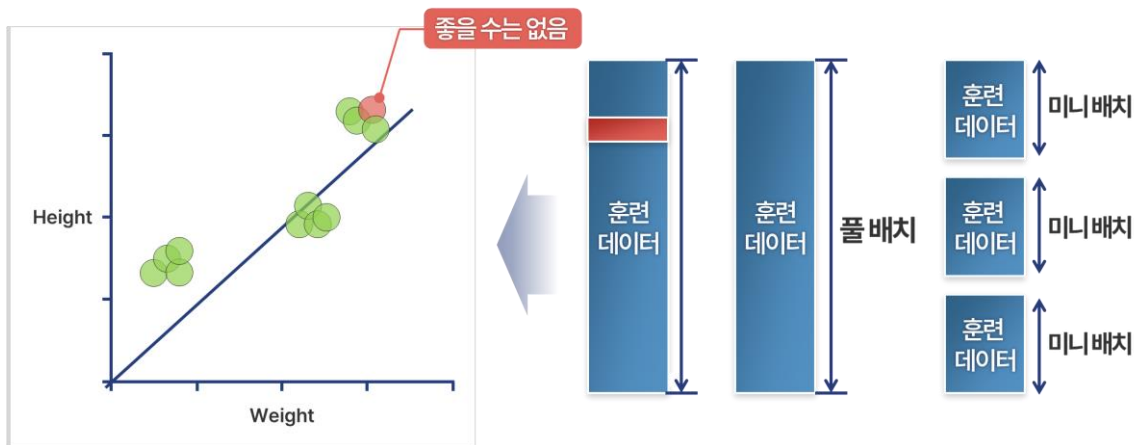 좋을 수는 없음
Height
Weight
훈련
데이터
훈련
데이터
풀 배치
훈련
데이터
미니 배치
훈련
데이터
미니 배치
훈련
데이터
미니 배치